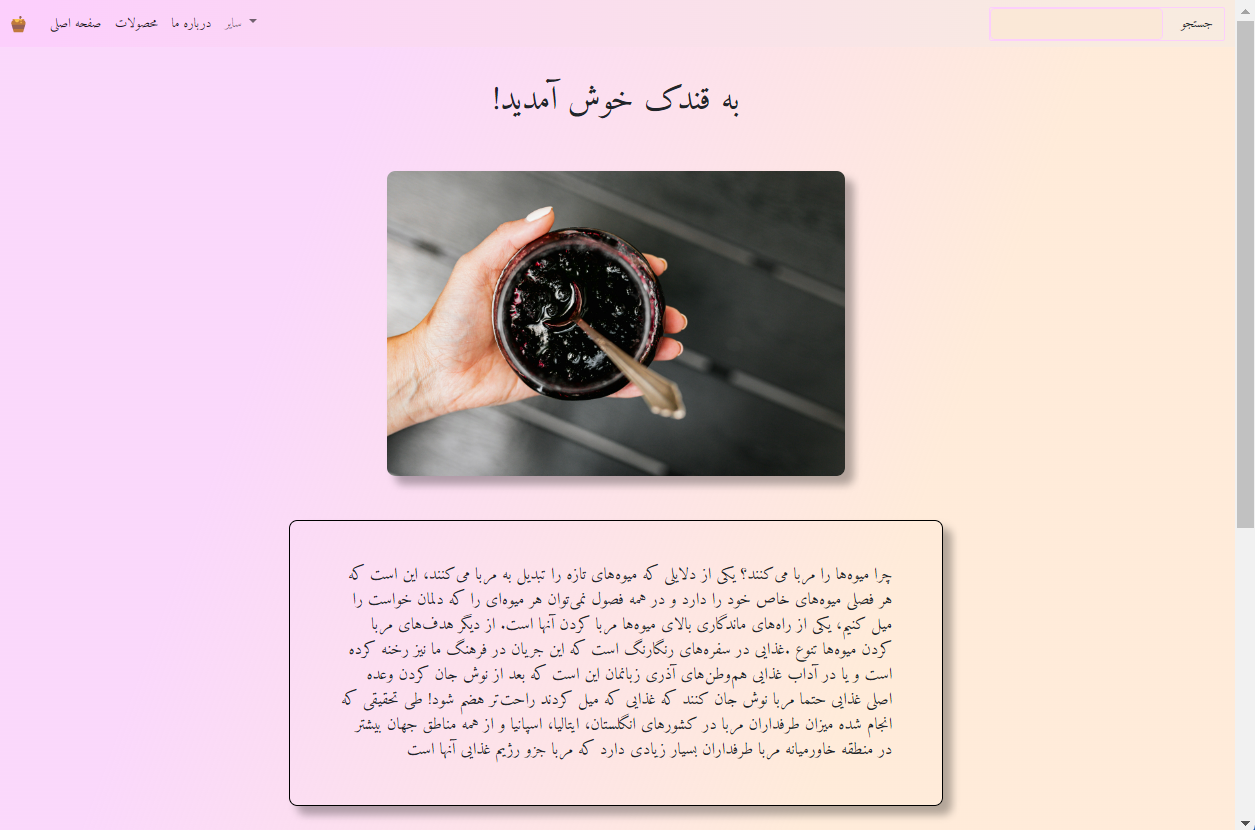 صفحه اصلی
محصولات
درباره ما
سایر
جستجو
به قندک خوش آمدید!
چرا میوه‌ها را مربا می‌کنند؟ یکی از دلایلی که میوه‌های تازه را تبدیل به مربا می‌کنند، این است که
هر فصلی میوه‌های خاص خود را دارد و در همه فصول نمی‌توان هر میوه‌ای را که دلمان خواست را
میل کنیم، یکی از راه‌های ماندگاری بالای میوه‌ها مربا کردن آنها است. از دیگر هدف‌های مربا
کردن میوه‌ها تنوع .غذایی در سفره‌های رنگارنگ است که این جریان در فرهنگ ما نیز رخنه کرده
است و یا در آداب غذایی هم‌وطن‌های آذری زبانمان این است که بعد از نوش جان کردن وعده
اصلی غذایی حتما مربا نوش جان کنند که غذایی که میل کردند راحت‌تر هضم شود! طی تحقیقی که
انجام شده میزان طرفداران مربا در کشورهای انگلستان، ایتالیا، اسپانیا و از همه مناطق جهان بیشتر
در منطقه خاورمیانه مربا طرفداران بسیار زیادی دارد که مربا جزو رژیم غذایی آنها است